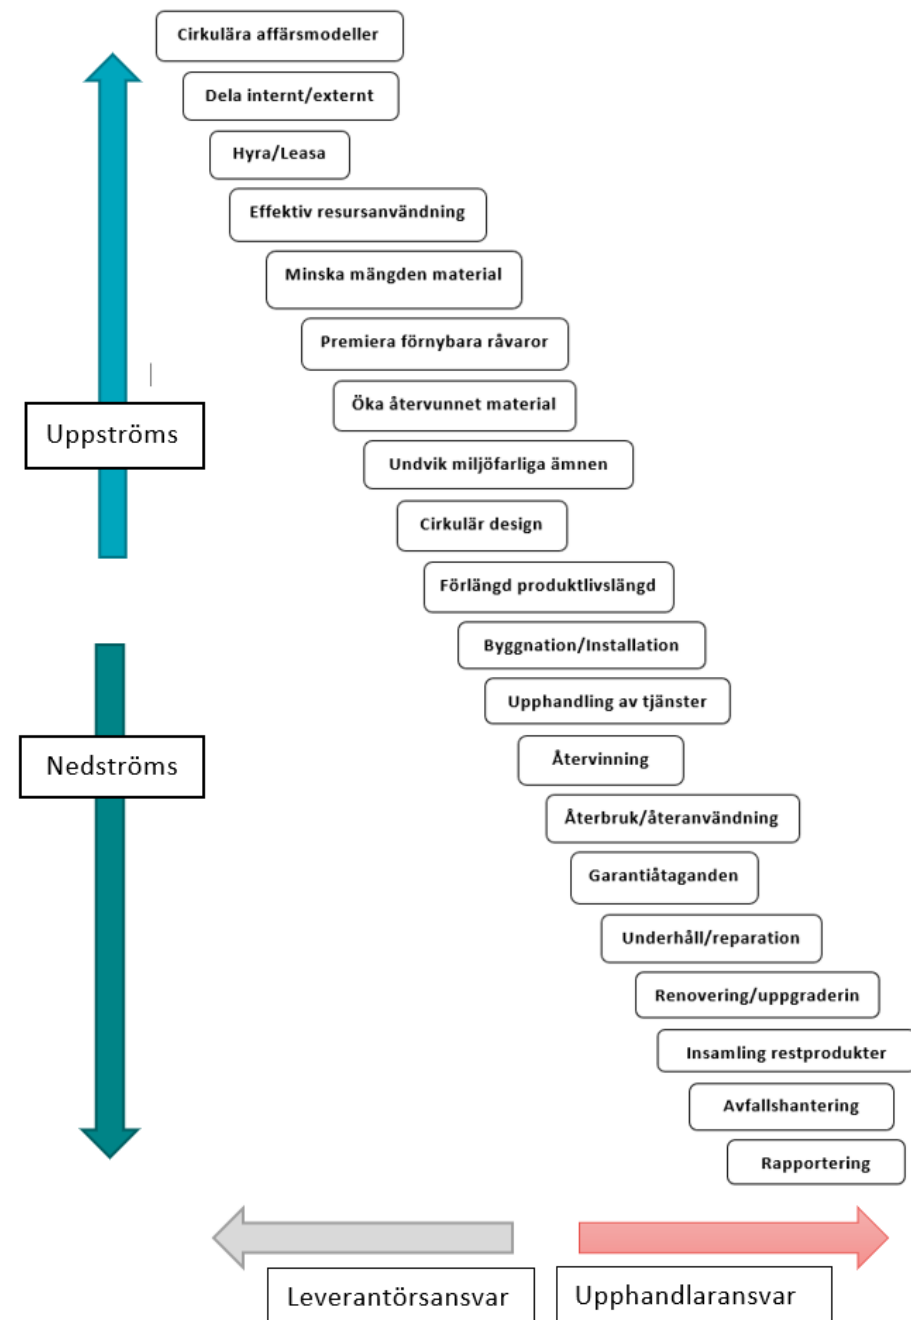 Cirkulära affärsmodeller
Dela internt/externt
Hyra/Leasa
Effektiv resursanvändning
Minska mängden material
Premiera förnybara råvaror
Öka återvunnet material
Uppströms
Undvik miljöfarliga ämnen
Cirkulär design
Förlängd produktlivslängd
Byggnation/Installation
Upphandling av tjänster
Nedströms
Återvinning
Återbruk/återanvändning
Garantiåtaganden
Underhåll/reparation
Renovering/uppgraderin
Insamling restprodukter
Avfallshantering
Rapportering
Leverantörsansvar
Upphandlaransvar